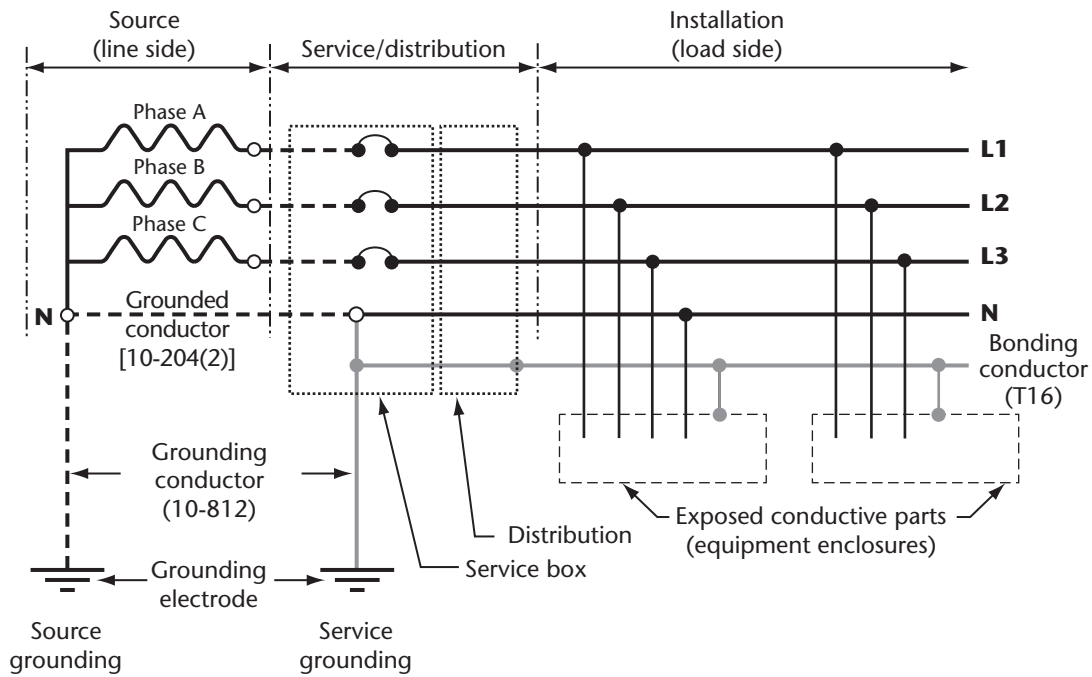 Source
(line side)
Service/distribution
Installation
(load side)
Phase A
L1
Phase B
L2
Phase C
L3
N
Grounded
conductor
[10-204(2)]
N
Bonding
conductor
(T16)
Grounding
conductor
(10-812)
Distribution
Service box
Exposed conductive parts
(equipment enclosures)
Grounding
electrode
Source
grounding
Service
grounding